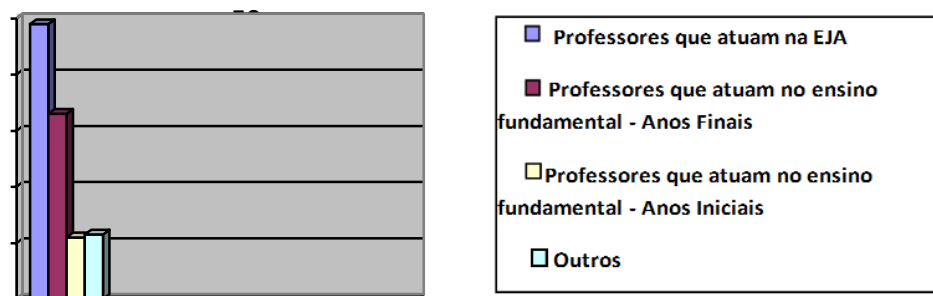 Professores que atuam na EJA
Professores que atuam no ensino
fundamental - Anos Finais
Professores que atuam no ensino
fundamental - Anos Iniciais
Outros